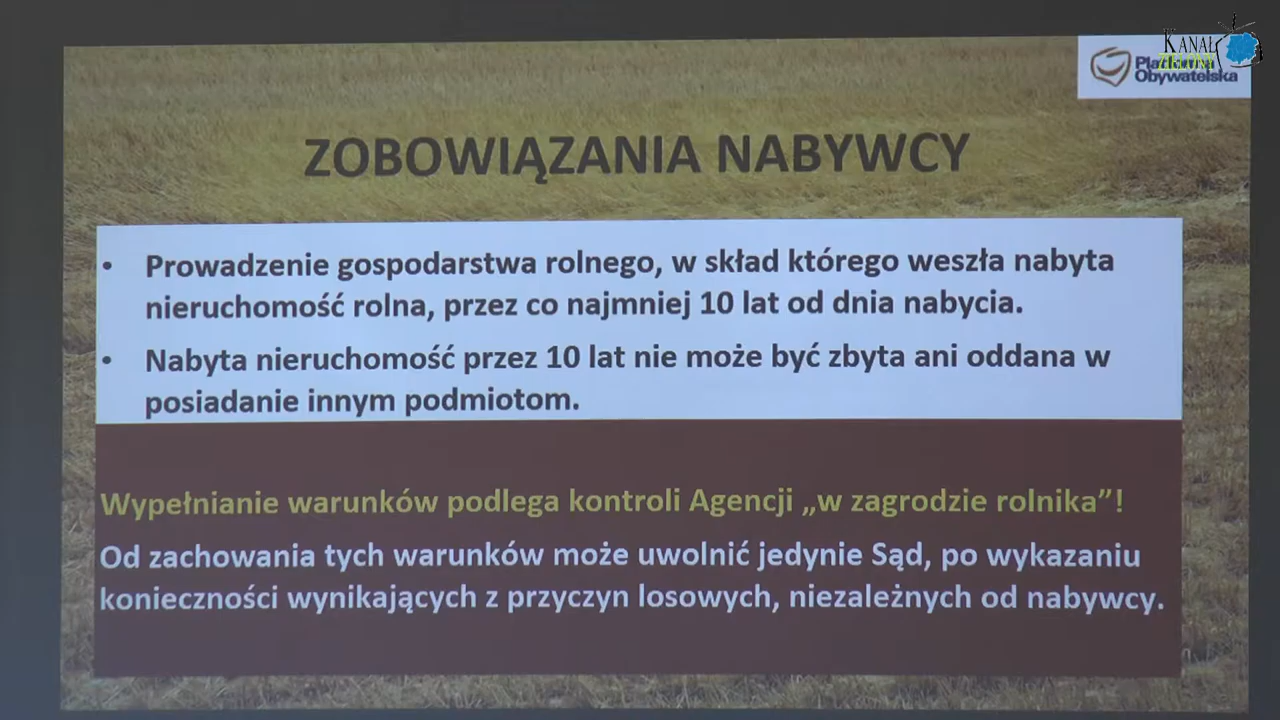 KANAŁ
ZIELONY
Platforma
Obywatelska
ZOBOWIĄZANIA NABYWCY
• Prowadzenie gospodarstwa rolnego, w skład którego weszła nabyta
nieruchomość rolna, przez co najmniej 10 lat od dnia nabycia.
• Nabyta nieruchomość przez 10 lat nie może być zbyta ani oddana w
posiadanie innym podmiotom.
Wypełnianie warunków podlega kontroli Agencji „w zagrodzie rolnika”!
Od zachowania tych warunków może uwolnić jedynie Sąd, po wykazaniu
konieczności wynikających z przyczyn losowych, niezależnych od nabywcy.